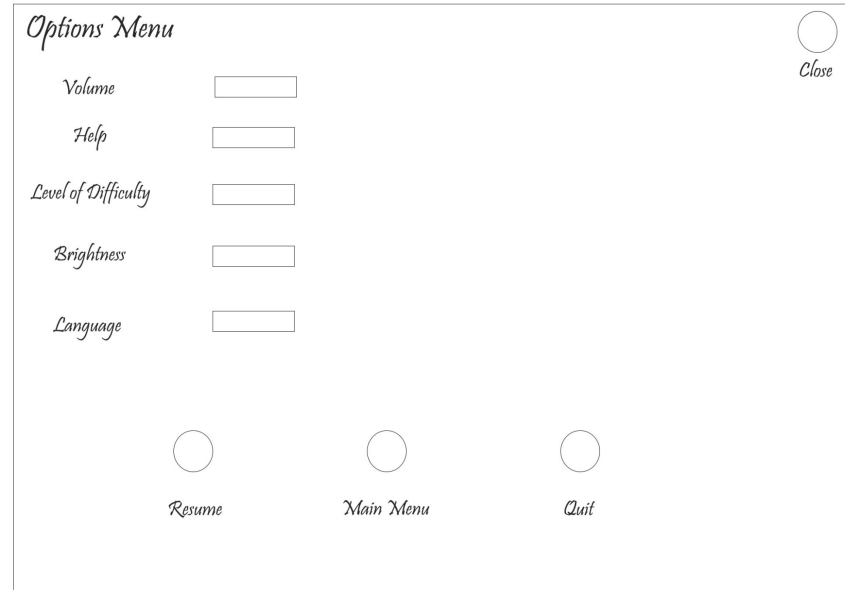 Options Menu
Close
Volume
Help
Level of Difficulty
Brightness
Language
Resume Main Menu Quit